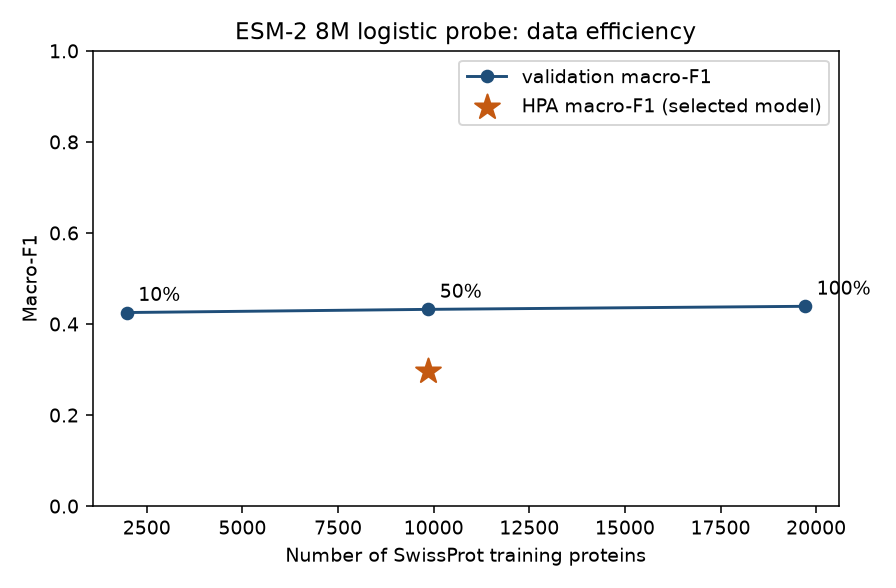 ESM-2 8M logistic probe: data efficiency
1.0
validation macro-F1
HPA macro-F1 (selected model)
0.8
0.6
Macro-F1
10%
50%
100%
0.4
0.2
0.0
2500 5000 7500 10000 12500 15000 17500 20000
Number of SwissProt training proteins